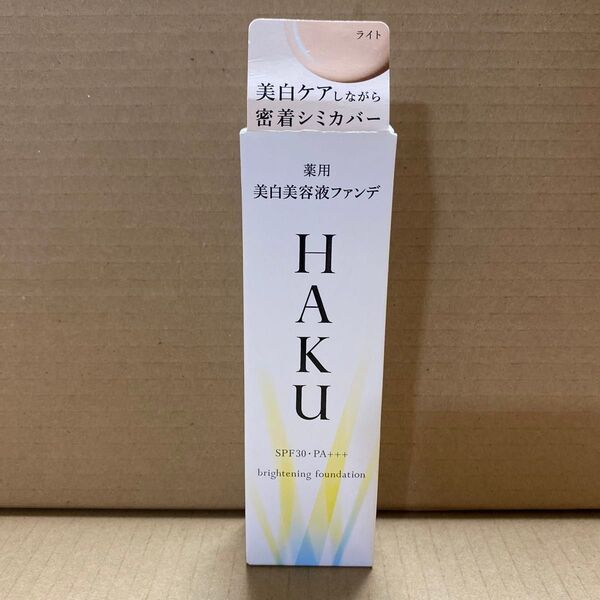 ライト
美白ケアしながら
密着シミカバー
薬用
美白美容液ファンデ
HAKU
SPF30・PA+++
brightening foundation